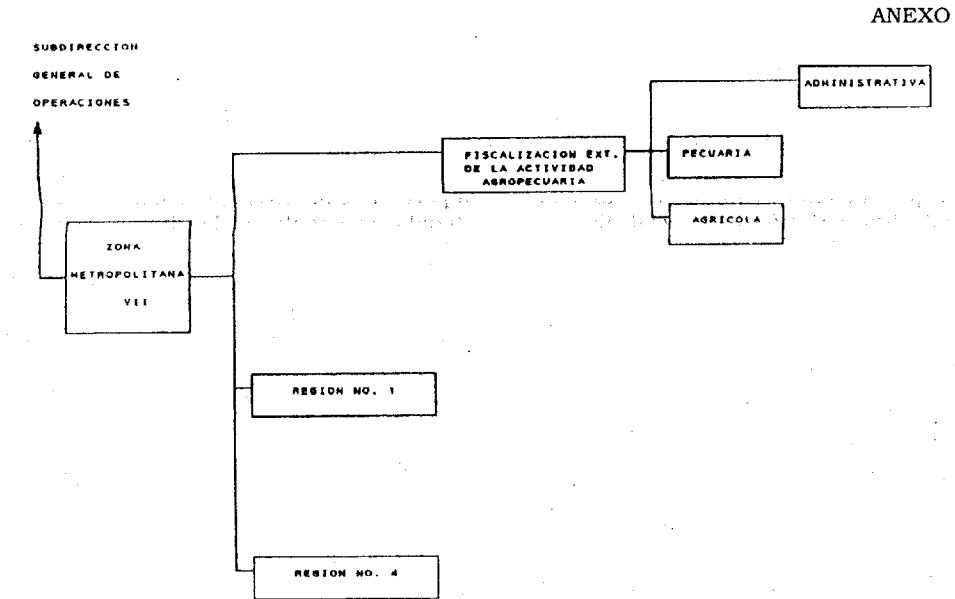 ANEXO
SUBDIRECCION
GENERAL DE
OPERACIONES
ADMINISTRATIVA
FISCALIZACION EXT.
DE LA ACTIVIDAD
AGROPECUARIA
PECUARIA
AGRICOLA
ZONA
METROPOLITANA
VII
REGION NO. 1
REGION NO. 4